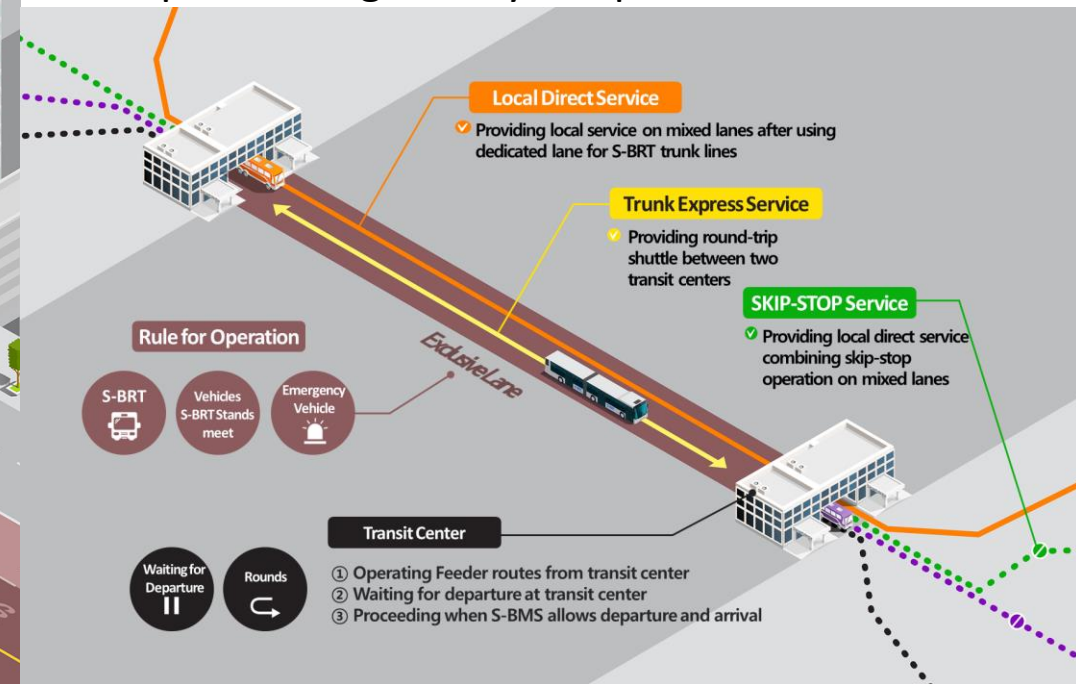 Local Direct Service
Providing local service on mixed lanes after using
dedicated lane for S-BRT trunk lines
Trunk Express Service
Providing round-trip
shuttle between two
transit centers
SKIP-STOP Service
Providing local direct service
combining skip-stop
operation on mixed lanes
Rule for Operation
S-BRT
Vehicles
S-BRT Stands
meet
Emergency
Vehicle
Exclusive Lane
Transit Center
Waiting for
Departure
Rounds
① Operating Feeder routes from transit center
② Waiting for departure at transit center
③ Proceeding when S-BMS allows departure and arrival